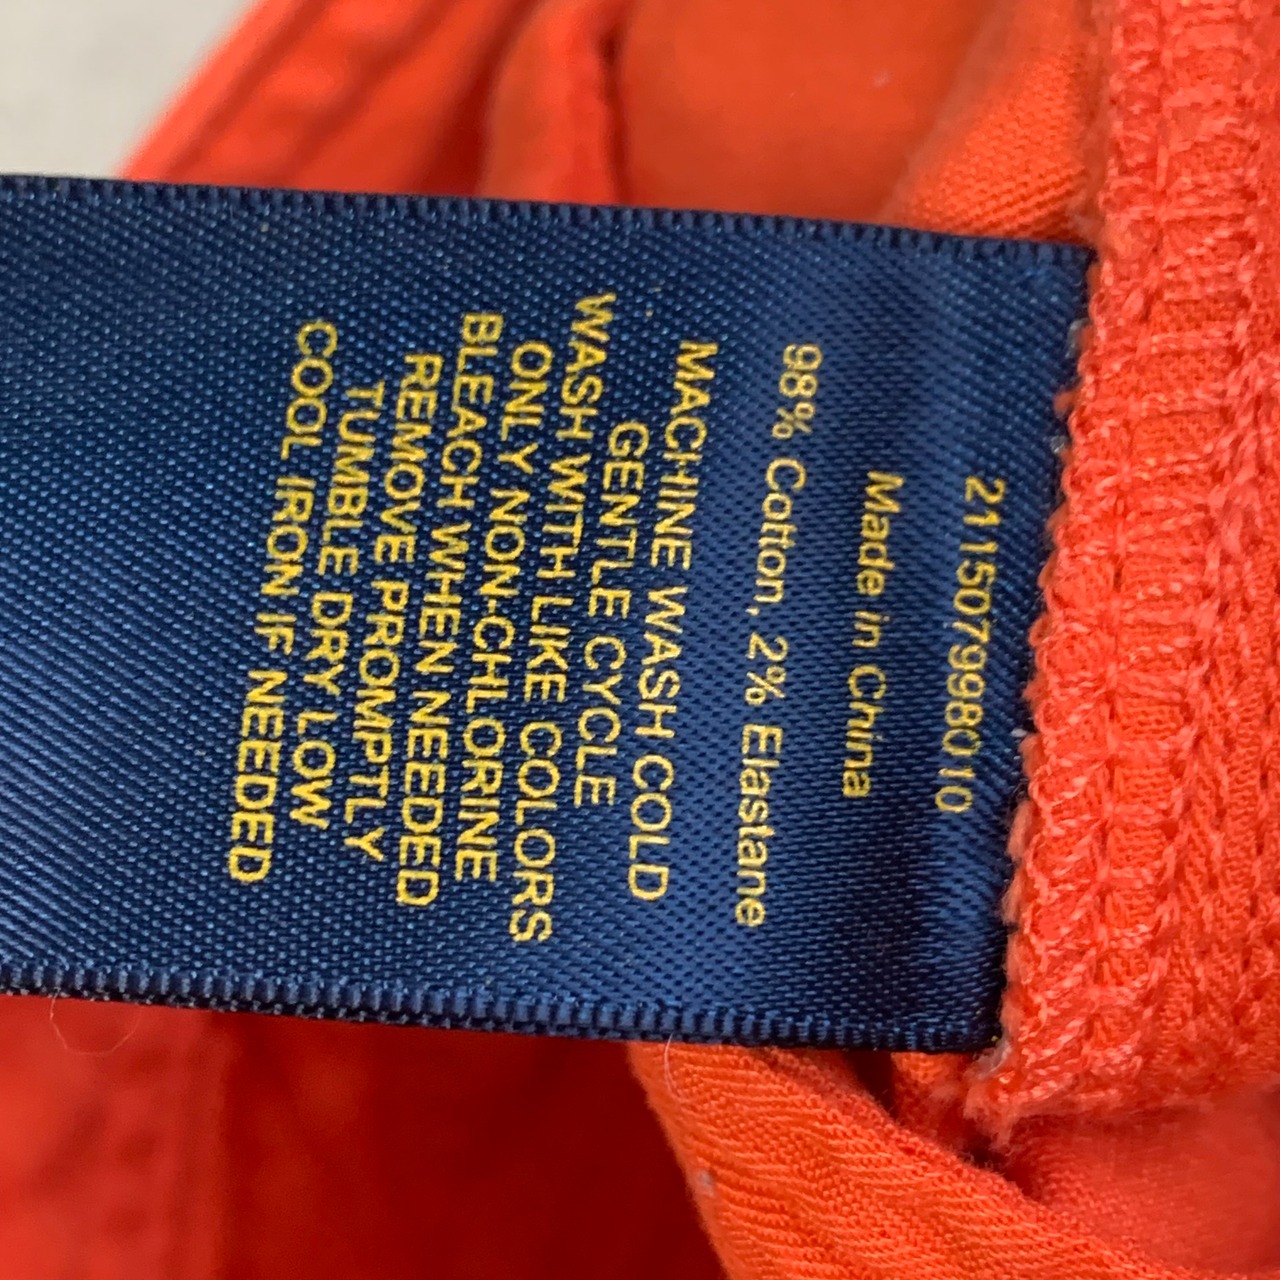 211507998010
Made in China
98% Cotton, 2% Elastane
MACHINE WASH COLD
GENTLE CYCLE
WASH WITH LIKE COLORS
ONLY NON-CHLORINE
BLEACH WHEN NEEDED
REMOVE PROMPTLY
TUMBLE DRY LOW
COOL IRON IF NEEDED